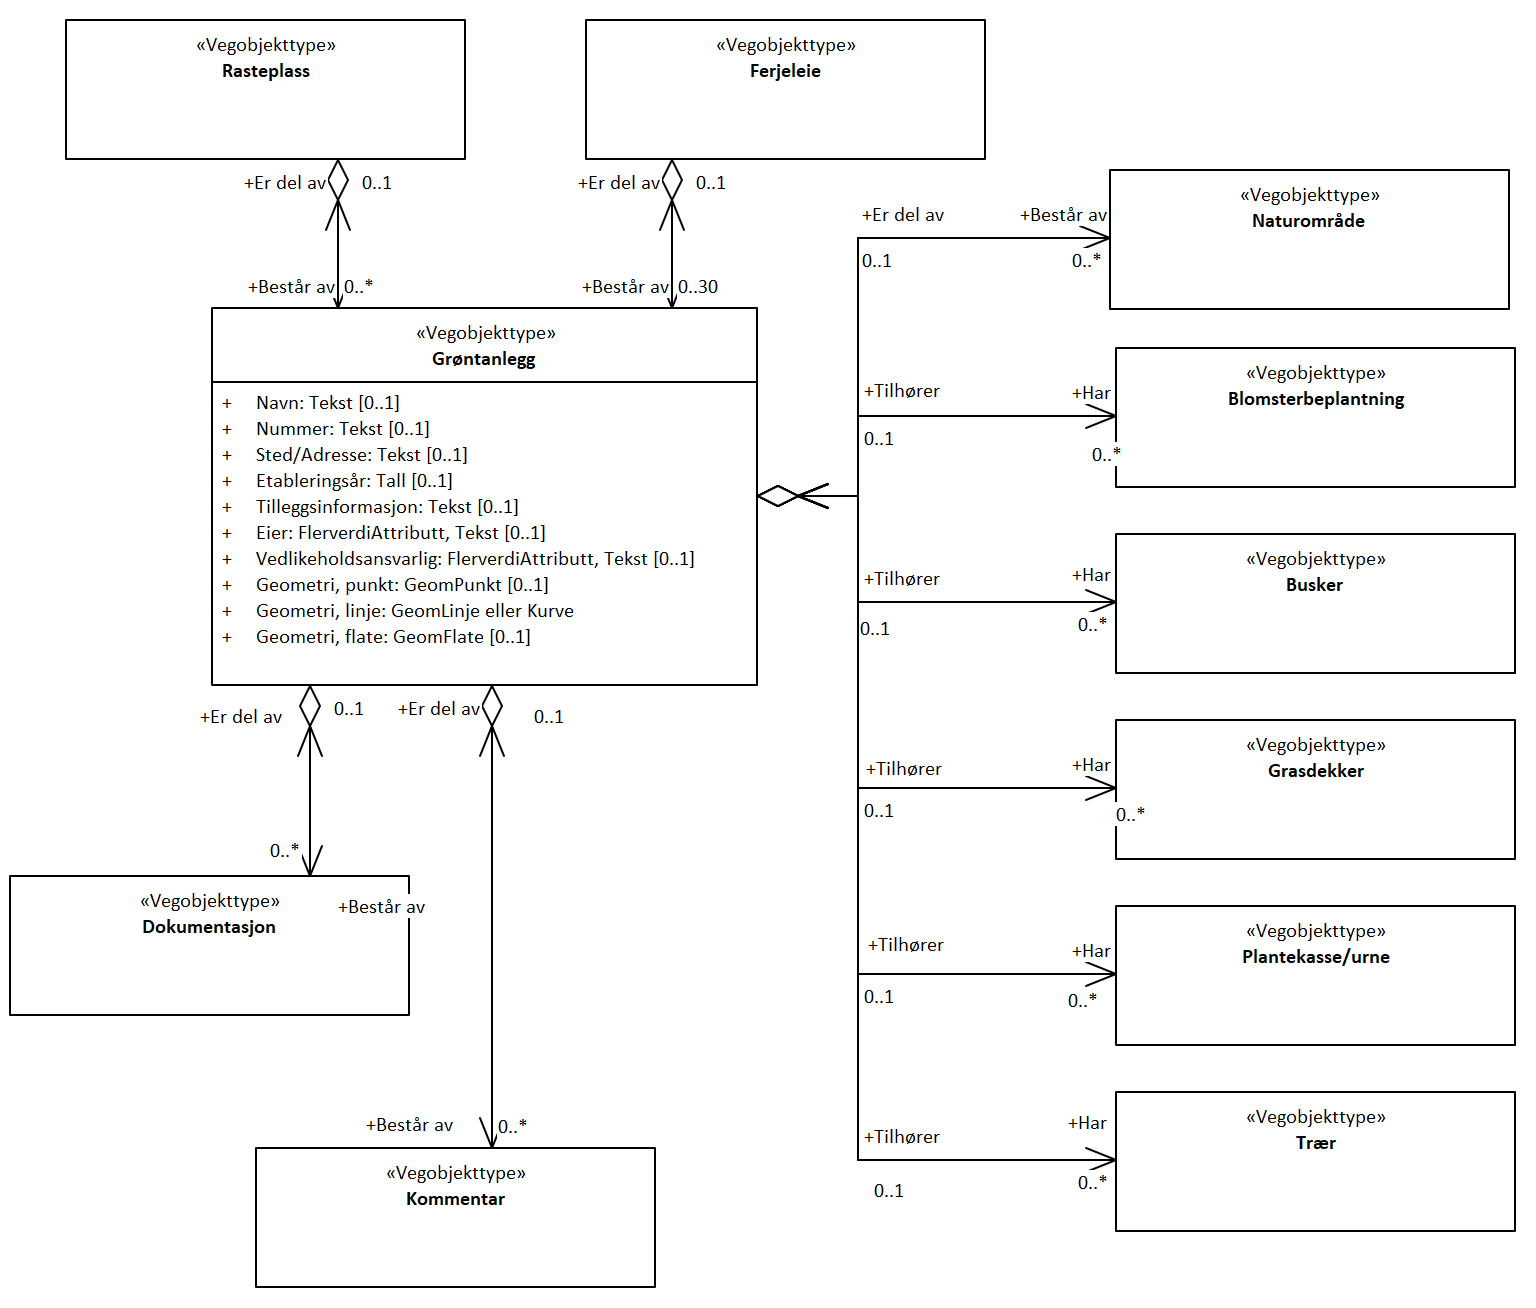 «Vegobjekttype»
Rasteplass
«Vegobjekttype»
Ferjeleie
+Er del av
0..1
+Er del av
0..1
+Består av
0..*
+Består av
0..30
«Vegobjekttype»
Grøntanlegg
+ Navn: Tekst [0..1]
+ Nummer: Tekst [0..1]
+ Sted/Adresse: Tekst [0..1]
+ Etableringsår: Tall [0..1]
+ Tilleggsinformasjon: Tekst [0..1]
+ Eier: FlerverdiAttributt, Tekst [0..1]
+ Vedlikeholdsansvarlig: FlerverdiAttributt, Tekst [0..1]
+ Geometri, punkt: GeomPunkt [0..1]
+ Geometri, linje: GeomLinje eller Kurve
+ Geometri, flate: GeomFlate [0..1]
+Er del av
+Består av
0..1
0..*
«Vegobjekttype»
Naturområde
+Tilhører
+Har
0..1
0..*
«Vegobjekttype»
Blomsterbeplantning
+Tilhører
+Har
0..1
0..*
«Vegobjekttype»
Busker
+Tilhører
+Har
0..1
0..*
«Vegobjekttype»
Grasdekker
+Tilhører
+Har
0..1
0..*
«Vegobjekttype»
Plantekasse/urne
+Tilhører
+Har
0..1
0..*
«Vegobjekttype»
Trær
+Er del av
0..1
+Er del av
0..1
0..*
+Består av
«Vegobjekttype»
Dokumentasjon
+Består av
0..*
«Vegobjekttype»
Kommentar